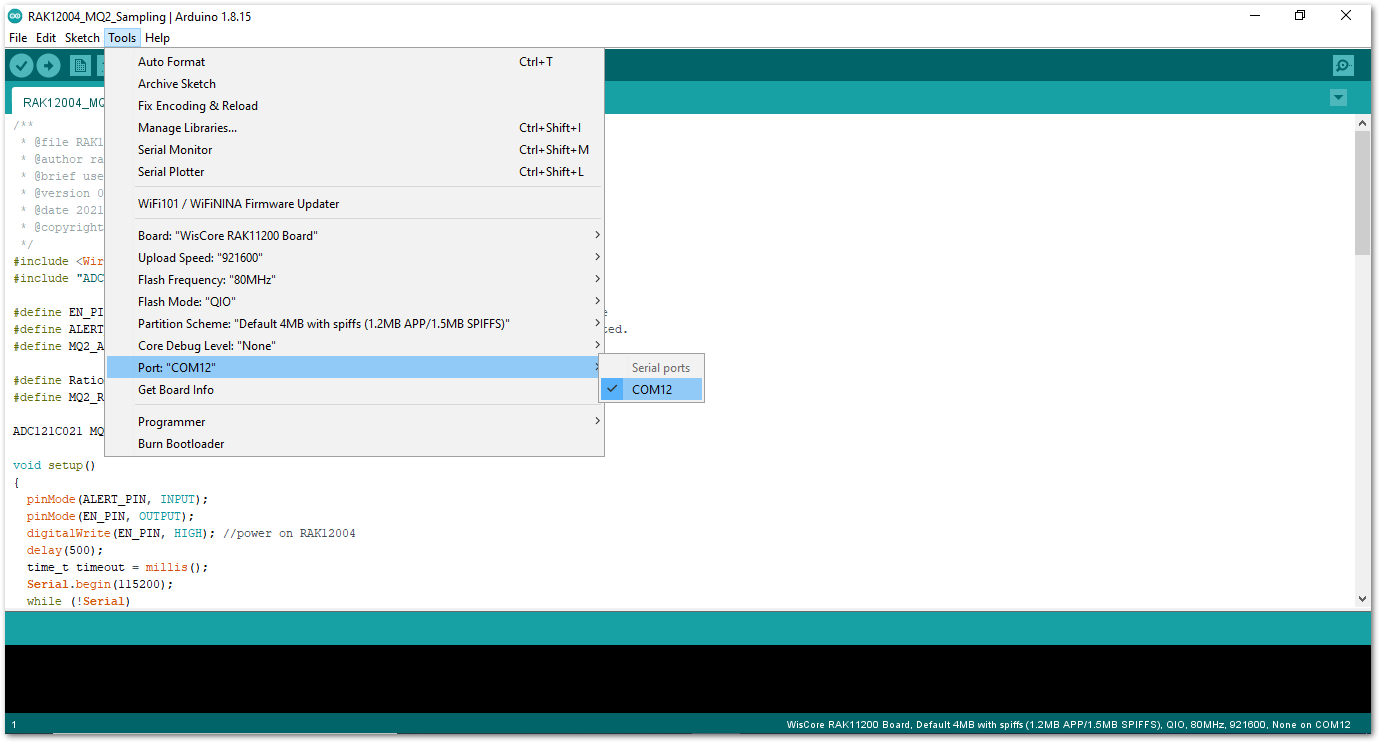 RAK12004_MQ2_Sampling | Arduino 1.8.15
File Edit Sketch Tools Help
Auto Format Ctrl+T
Archive Sketch
Fix Encoding & Reload
Manage Libraries... Ctrl+Shift+I
Serial Monitor Ctrl+Shift+M
Serial Plotter Ctrl+Shift+L
WiFi101 / WiFiNINA Firmware Updater
Board: "WisCore RAK11200 Board"
Upload Speed: "921600"
Flash Frequency: "80MHz"
Flash Mode: "QIO"
Partition Scheme: "Default 4MB with spiffs (1.2MB APP/1.5MB SPIFFS)"
Core Debug Level: "None"
Port: "COM12"
Get Board Info
Programmer
Burn Bootloader
Serial ports
COM12
RAK12004_MQ
/**
* @file RAK1
* @author ra
* @brief use
* @version 0
* @date 2021
* @copyright
*/
#include <Wir
#include "ADC
#define EN_PI e
#define ALERT ted.
#define MQ2_A
#define Ratio
#define MQ2_R
ADC121C021 MQ
void setup()
{
pinMode(ALERT_PIN, INPUT);
pinMode(EN_PIN, OUTPUT);
digitalWrite(EN_PIN, HIGH); //power on RAK12004
delay(500);
time_t timeout = millis();
Serial.begin(115200);
while (!Serial)
1 WisCore RAK11200 Board, Default 4MB with spiffs (1.2MB APP/1.5MB SPIFFS), QIO, 80MHz, 921600, None on COM12